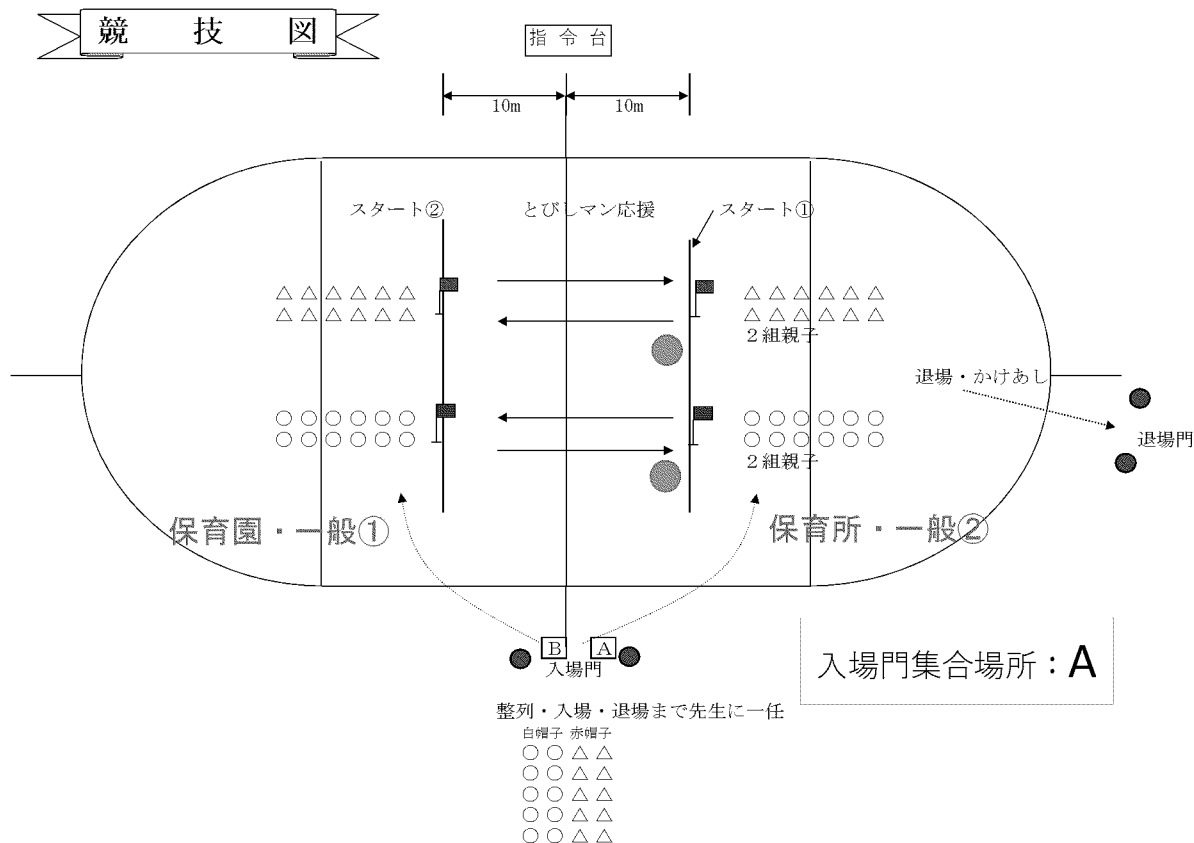 競 技 図
指 令 台
10m 10m
スタート② とびしマン応援 スタート①
２組親子
退場・かけあし
退場門
２組親子
保育園・一般① 保育所・一般②
B A
入場門
入場門集合場所：A
整列・入場・退場まで先生に一任
白帽子 赤帽子